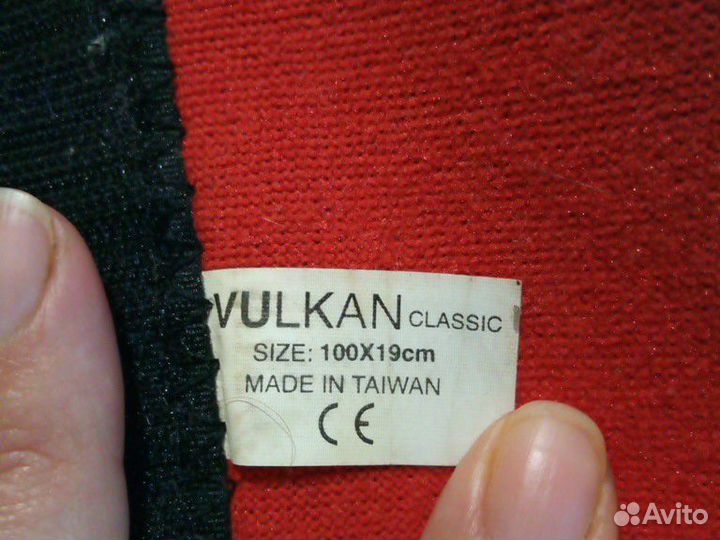 VULKAN CLASSIC
SIZE: 100X19cm
MADE IN TAIWAN
CE
Avito